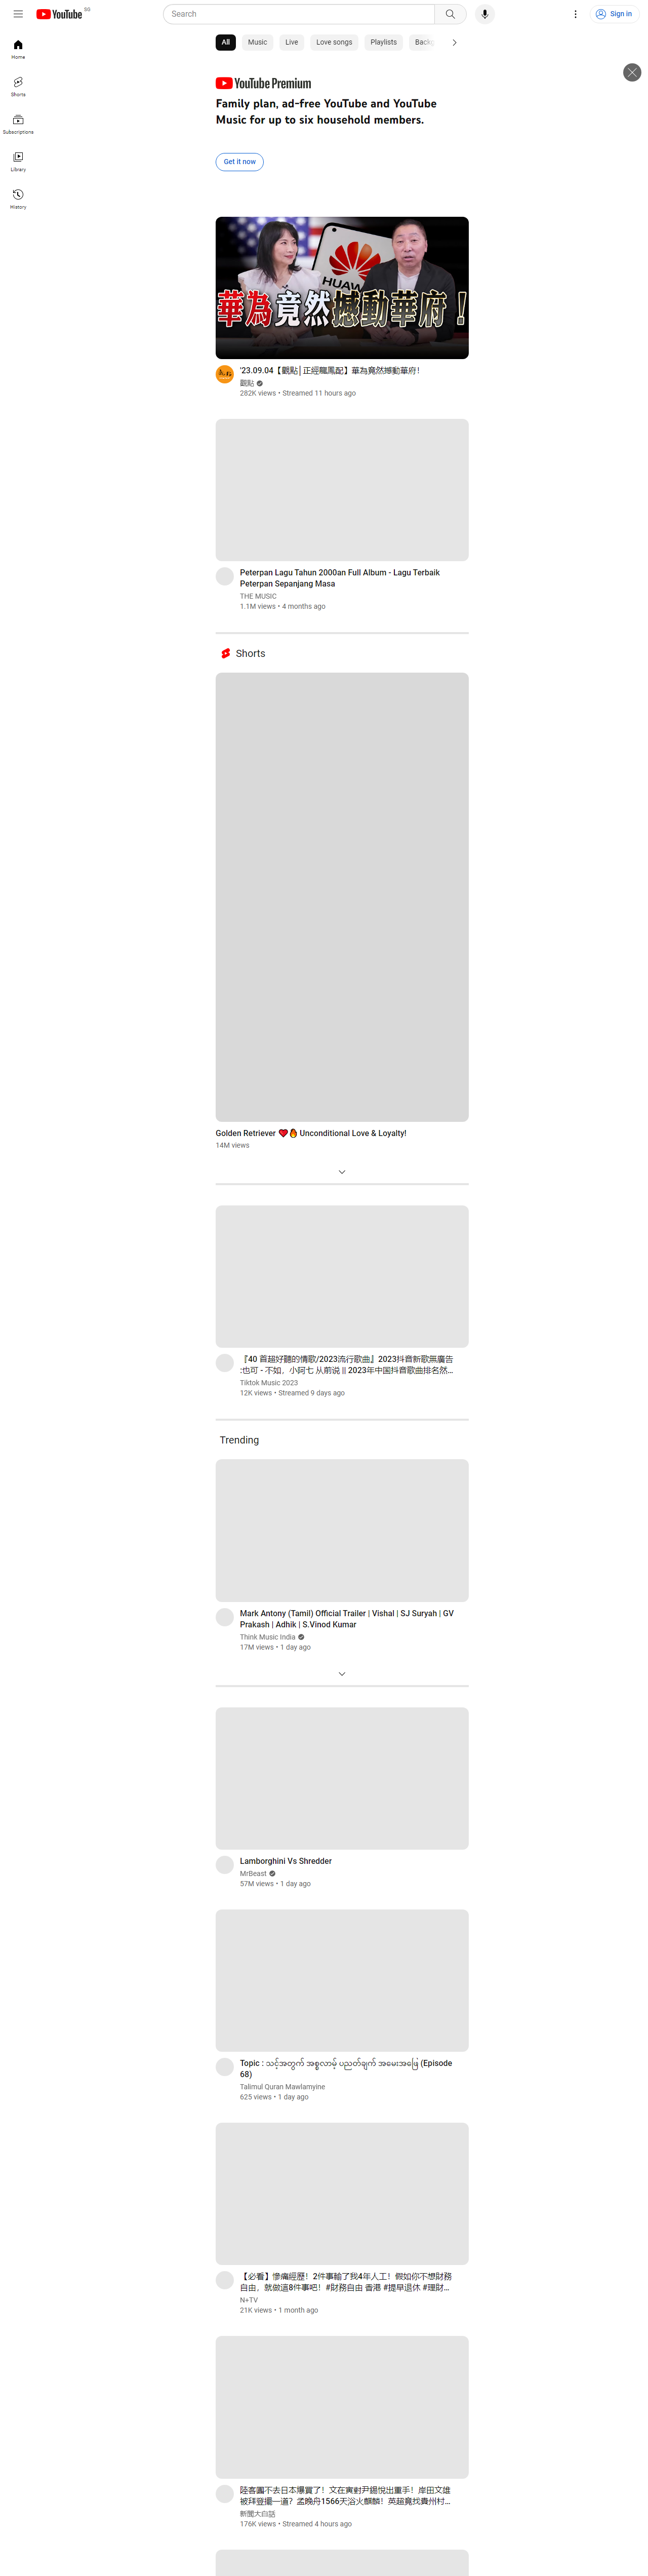 YouTube SG
Search
Sign in
Home
Shorts
Subscriptions
Library
History
All
Music
Live
Love songs
Playlists
YouTube Premium
Family plan, ad-free YouTube and YouTube
Music for up to six household members.
Get it now
HUAW
華為竟然撼動華府!
'23.09.04【觀點│正經龍鳳配】華為竟然撼動華府!
觀點
282K views • Streamed 11 hours ago
Peterpan Lagu Tahun 2000an Full Album - Lagu Terbaik
Peterpan Sepanjang Masa
THE MUSIC
1.1M views • 4 months ago
Shorts
Golden Retriever ❤️🔥 Unconditional Love & Loyalty!
14M views
『40 首超好聽的情歌/2023流行歌曲』2023抖音新歌無廣告
:也可 - 不如, 小阿七 从前说 || 2023年中国抖音歌曲排名然...
Tiktok Music 2023
12K views • Streamed 9 days ago
Trending
Mark Antony (Tamil) Official Trailer | Vishal | SJ Suryah | GV
Prakash | Adhik | S.Vinod Kumar
Think Music India
17M views • 1 day ago
Lamborghini Vs Shredder
MrBeast
57M views • 1 day ago
Topic : သင့်အတွက် အစ္စလာမ့် ပညတ်ချက် အမေးအဖြေ (Episode
68)
Talimul Quran Mawlamyine
625 views • 1 day ago
【必看】慘痛經歷！2件事輸了我4年人工！假如你不想財務
自由，就做這8件事吧！#財務自由 香港 #提早退休 #理財...
N+TV
21K views • 1 month ago
陸客團不去日本爆買了！文在寅對尹錫悅出重手！岸田文雄
被拜登擺一道？孟晚舟1566天浴火麒麟！英超竟找貴州村...
新聞大白話
176K views • Streamed 4 hours ago